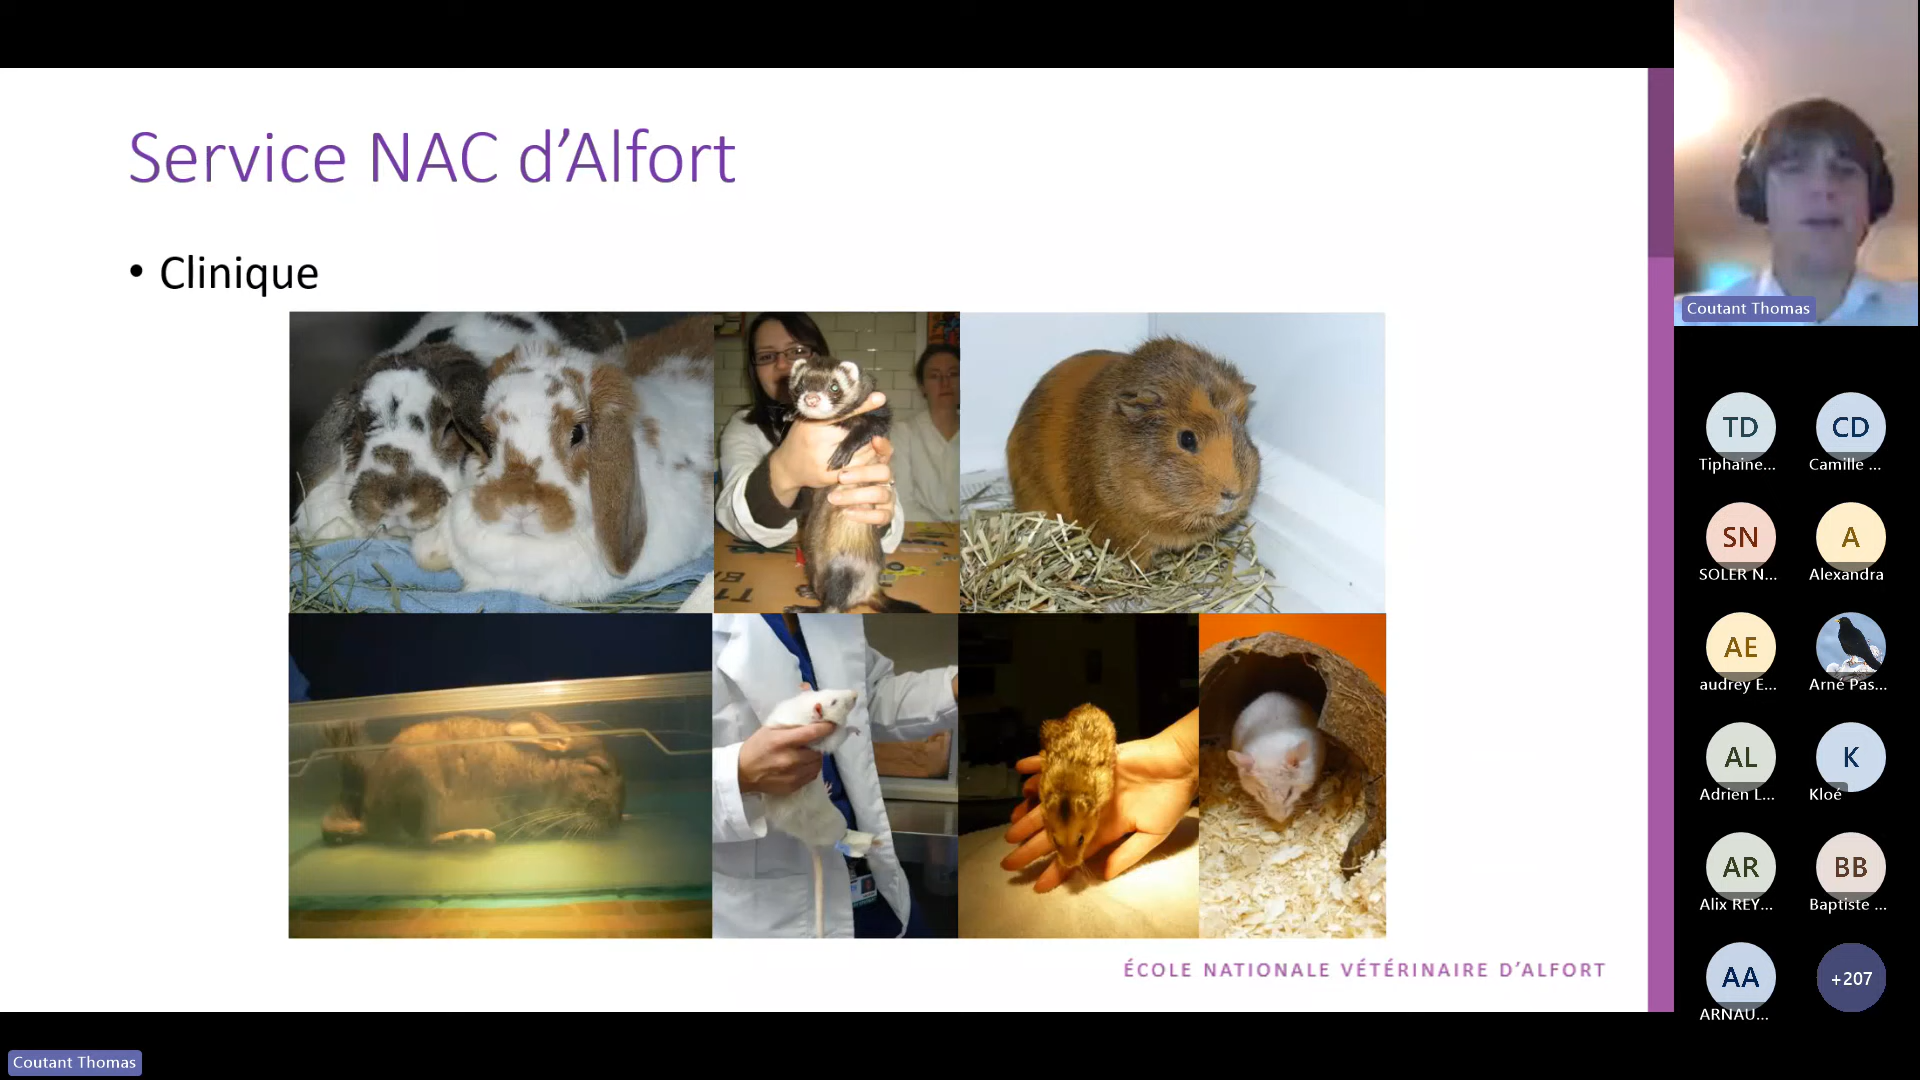 Service NAC d’Alfort
• Clinique
ÉCOLE NATIONALE VÉTÉRINAIRE D’ALFORT
Coutant Thomas
Coutant Thomas
TD
Tiphaine...
CD
Camille ...
SN
SOLER N...
A
Alexandra
AE
audrey E...
Arné Pas...
AL
Adrien L...
K
Kloé
AR
Alix REY...
BB
Baptiste ...
AA
ARNAU...
+207